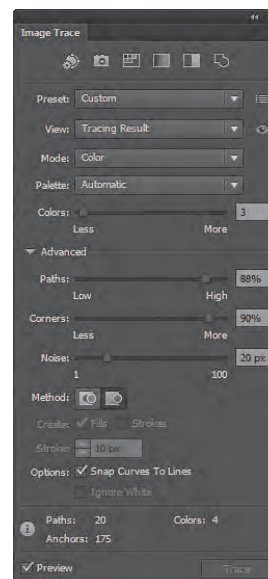 Image Trace
Preset: Custom
View: Tracing Result
Mode: Color
Palette: Automatic
Colors: 3
Less More
Advanced
Paths: 88%
Low High
Corners: 90%
Less More
Noise: 20 px
1 100
Method:
Create: Fills Strokes
Stroke: 10 px
Options: Snap Curves To Lines
Ignore White
Paths: 20 Colors: 4
Anchors: 175
Preview Trace